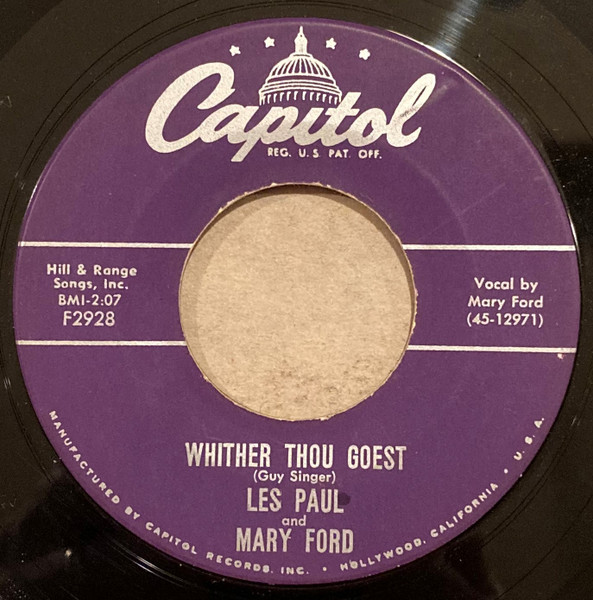 Capitol
REG. U.S. PAT. OFF.
Hill & Range
Songs, Inc.
BMI-2:07
F2928
Vocal by
Mary Ford
(45-12971)
WHITHER THOU GOEST
(Guy Singer)
LES PAUL
and
MARY FORD
MANUFACTURED BY CAPITOL RECORDS, INC. • HOLLYWOOD, CALIFORNIA • U.S.A.